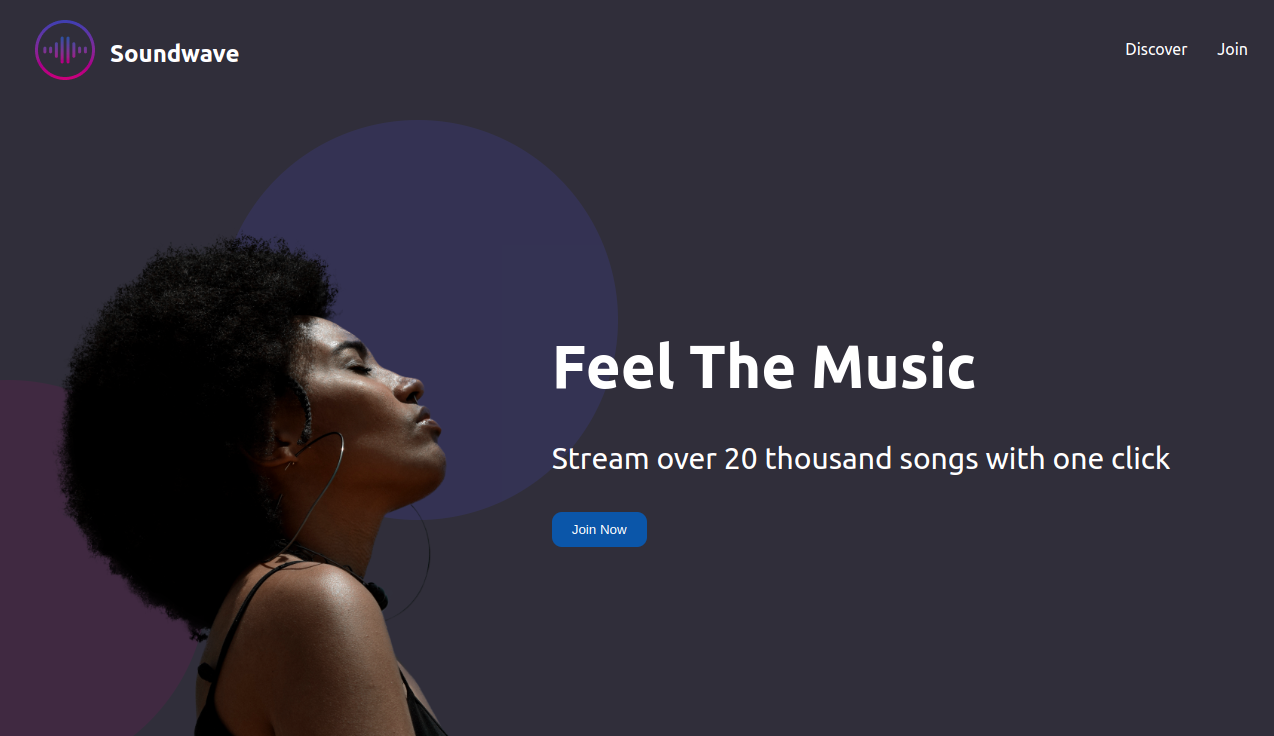 Soundwave
Discover
Join
Feel The Music
Stream over 20 thousand songs with one click
Join Now